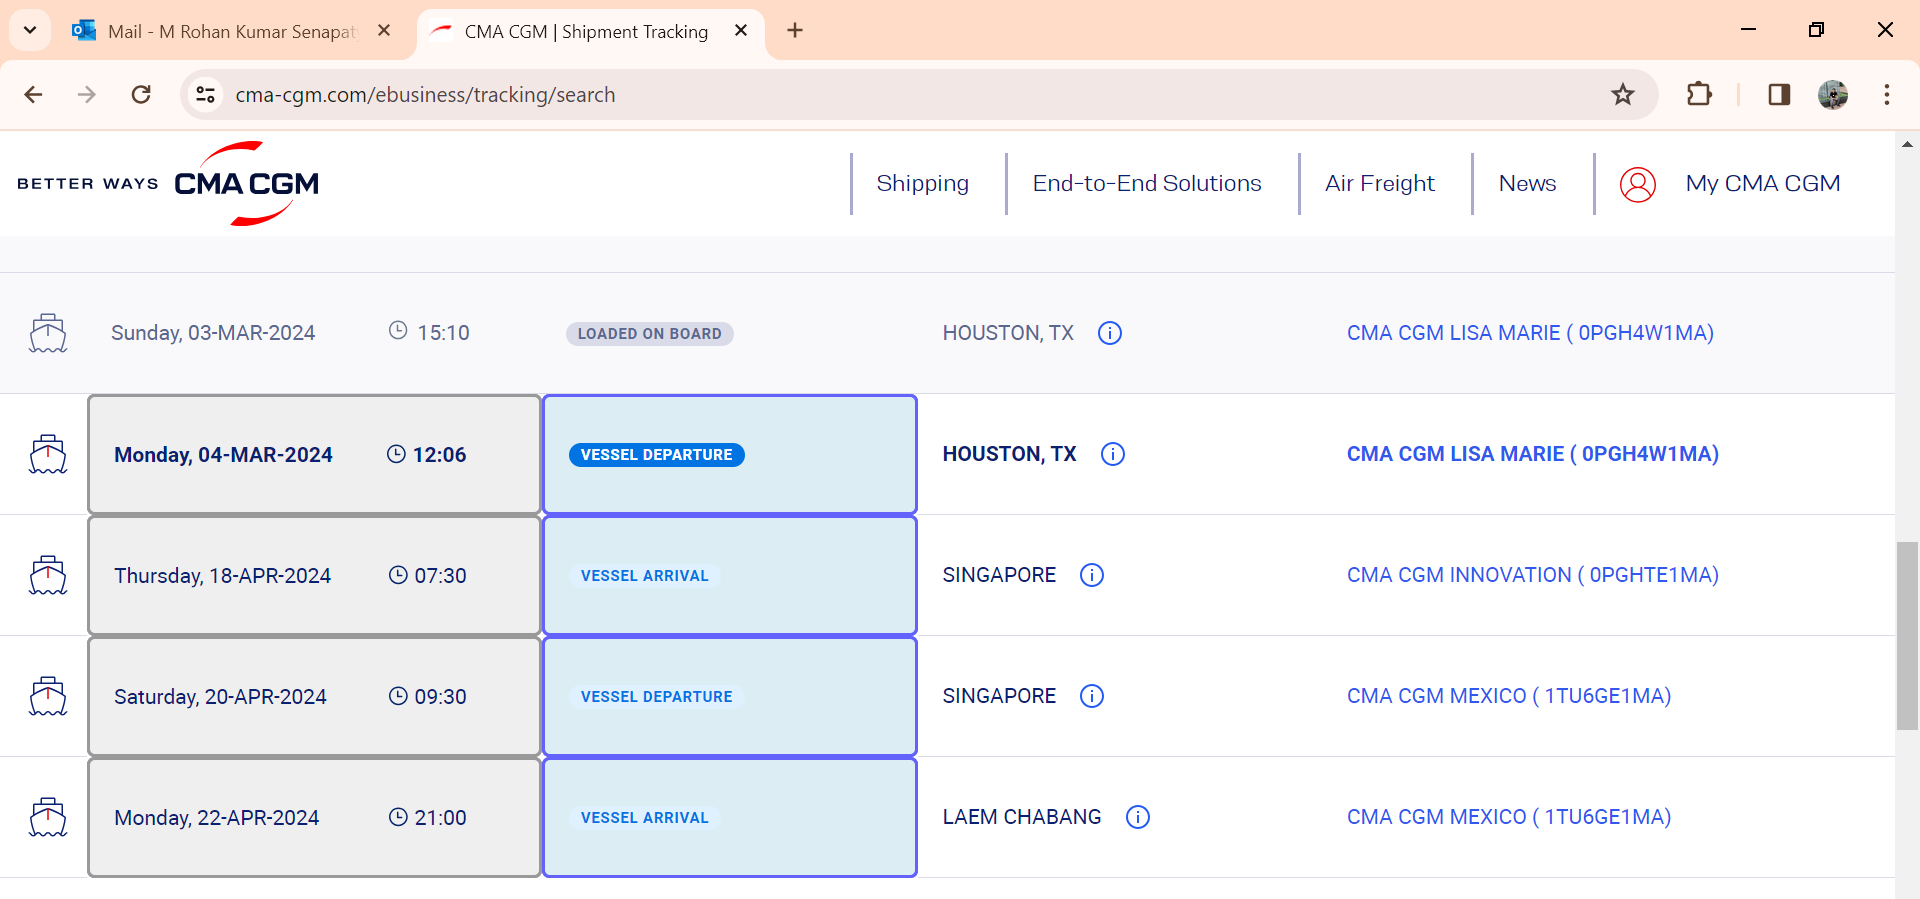 Mail - M Rohan Kumar Senapat
CMA CGM | Shipment Tracking
cma-cgm.com/ebusiness/tracking/search
BETTER WAYS CMA CGM
Shipping
End-to-End Solutions
Air Freight
News
My CMA CGM
Sunday, 03-MAR-2024 15:10 LOADED ON BOARD HOUSTON, TX CMA CGM LISA MARIE ( 0PGH4W1MA)
Monday, 04-MAR-2024 12:06 VESSEL DEPARTURE HOUSTON, TX CMA CGM LISA MARIE ( 0PGH4W1MA)
Thursday, 18-APR-2024 07:30 VESSEL ARRIVAL SINGAPORE CMA CGM INNOVATION ( 0PGHTE1MA)
Saturday, 20-APR-2024 09:30 VESSEL DEPARTURE SINGAPORE CMA CGM MEXICO ( 1TU6GE1MA)
Monday, 22-APR-2024 21:00 VESSEL ARRIVAL LAEM CHABANG CMA CGM MEXICO ( 1TU6GE1MA)